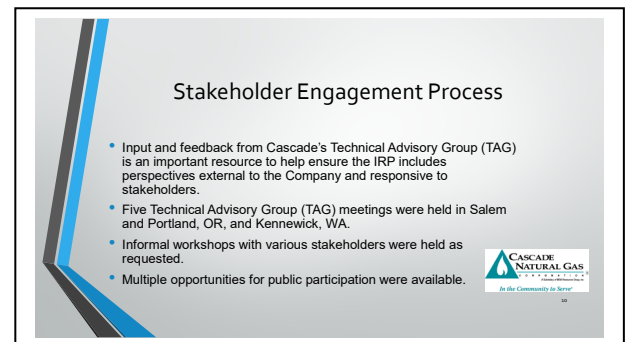 Stakeholder Engagement Process
• Input and feedback from Cascade's Technical Advisory Group (TAG)
is an important resource to help ensure the IRP includes
perspectives external to the Company and responsive to
stakeholders.
• Five Technical Advisory Group (TAG) meetings were held in Salem
and Portland, OR, and Kennewick, WA.
• Informal workshops with various stakeholders were held as
requested.
• Multiple opportunities for public participation were available.
CASCADE
NATURAL GAS
CORPORATION
In the Community to Serve®